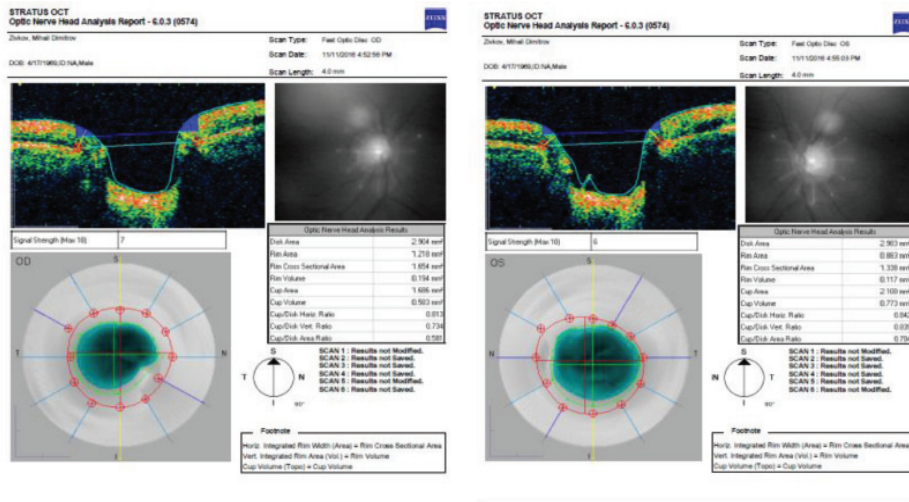 STRATUS OCT
Optic Nerve Head Analysis Report - 6.0.3 (0574)
ZEISS
Zivkov, Mihail Dimitrov
DOB: 4/17/1969, ID:NA, Male
Scan Type: Fast Optic Disc OD
Scan Date: 11/11/2016 4:52:56 PM
Scan Length: 4.0 mm
Signal Strength (Max 10) 7
Optic Nerve Head Analysis Results
Disk Area 2.904 mm²
Rim Area 1.218 mm²
Rim Cross Sectional Area 1.654 mm²
Rim Volume 0.194 mm³
Cup Area 1.686 mm²
Cup Volume 0.583 mm³
Cup/Disk Horiz. Ratio 0.813
Cup/Disk Vert. Ratio 0.734
Cup/Disk Area Ratio 0.581
OD
S
T
N
I
S
T N
I
90°
SCAN 1 : Results not Modified.
SCAN 2 : Results not Saved.
SCAN 3 : Results not Saved.
SCAN 4 : Results not Saved.
SCAN 5 : Results not Modified.
SCAN 6 : Results not Saved.
Footnote
Horiz. Integrated Rim Width (Area) = Rim Cross Sectional Area
Vert. Integrated Rim Area (Vol.) = Rim Volume
Cup Volume (Topo) = Cup Volume
STRATUS OCT
Optic Nerve Head Analysis Report - 6.0.3 (0574)
Zivkov, Mihail Dimitrov
DOB: 4/17/1969, ID:NA, Male
Scan Type: Fast Optic Disc OS
Scan Date: 11/11/2016 4:55:03 PM
Scan Length: 4.0 mm
Signal Strength (Max 10) 6
Optic Nerve Head Analysis Results
Disk Area 2.983
Rim Area 0.883
Rim Cross Sectional Area 1.338
Rim Volume 0.117
Cup Area 2.100
Cup Volume 0.773
Cup/Disk Horiz. Ratio
Cup/Disk Vert. Ratio
Cup/Disk Area Ratio
OS
S
T
N
I
S
N T
I
90°
SCAN 1 : Results not Modified.
SCAN 2 : Results not Saved.
SCAN 3 : Results not Saved.
SCAN 4 : Results not Saved.
SCAN 5 : Results not Saved.
SCAN 6 : Results not Modified.
Footnote
Horiz. Integrated Rim Width (Area) = Rim Cross Sectional Area
Vert. Integrated Rim Area (Vol.) = Rim Volume
Cup Volume (Topo) = Cup Volume